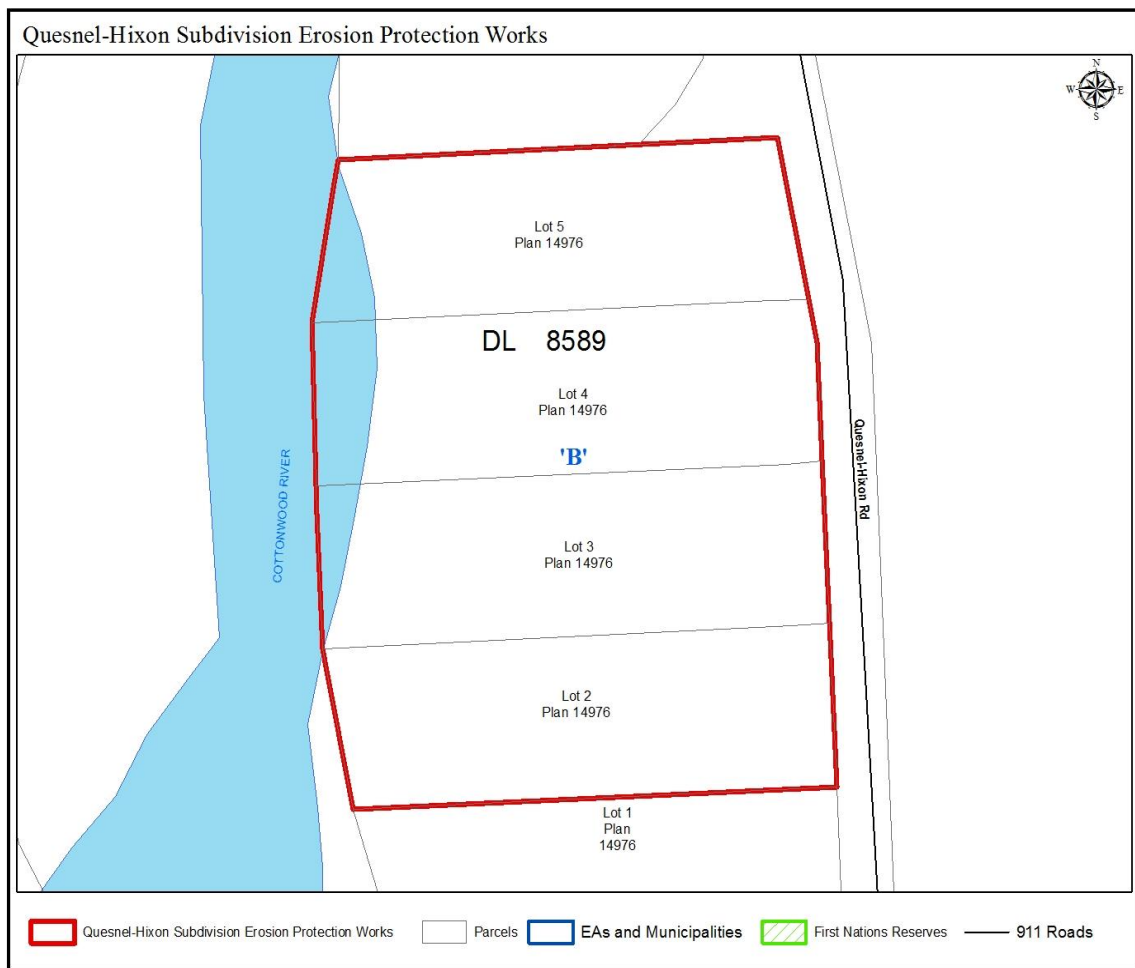 Quesnel-Hixon Subdivision Erosion Protection Works
N
W E
S
Lot 5
Plan 14976
DL 8589
Lot 4
Plan 14976
'B'
COTTONWOOD RIVER
Quesnel-Hixon Rd
Lot 3
Plan 14976
Lot 2
Plan 14976
Lot 1
Plan
14976
Quesnel-Hixon Subdivision Erosion Protection Works
Parcels
EAs and Municipalities
First Nations Reserves
911 Roads